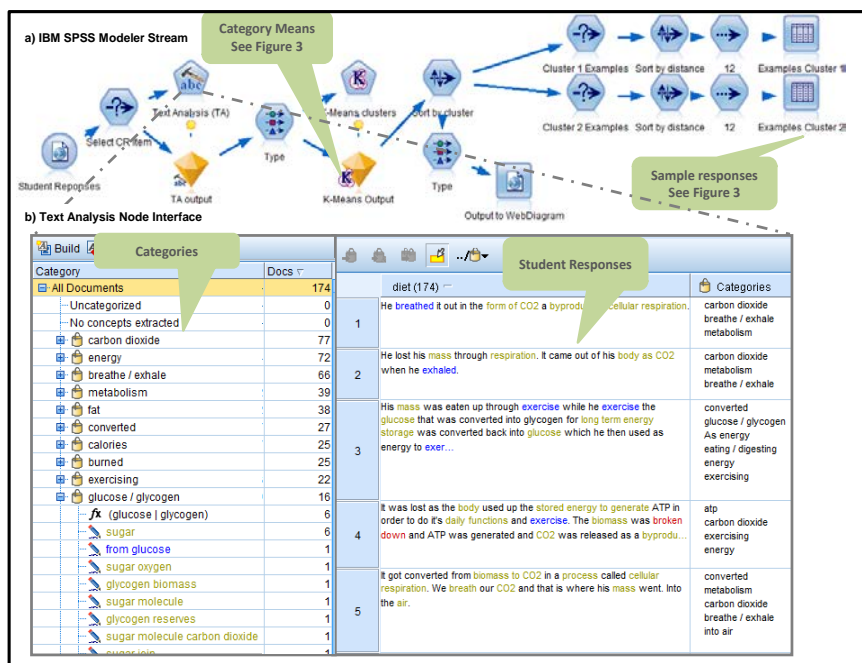 a) IBM SPSS Modeler Stream
Category Means
See Figure 3
Cluster 1 Examples Sort by distance 12 Examples Cluster 1
Text Analysis (TA)
K-Means clusters
Sort by cluster
Select CR item
Type
Cluster 2 Examples Sort by distance 12 Examples Cluster 2
Student Reponses
TA output
K-Means Output
Type
Output to WebDiagram
Sample responses
See Figure 3
b) Text Analysis Node Interface
Build
Categories
Student Responses
Category Docs
All Documents 174
Uncategorized 0
No concepts extracted 0
carbon dioxide 77
energy 72
breathe / exhale 66
metabolism 39
fat 38
converted 27
calories 25
burned 25
exercising 22
glucose / glycogen 16
fx (glucose | glycogen) 6
sugar 6
from glucose 1
sugar oxygen 1
glycogen biomass 1
sugar molecule 1
glycogen reserves 1
sugar molecule carbon dioxide 1
diet (174) Categories
1
He breathed it out in the form of CO2 a cellular respiration.
carbon dioxide
breathe / exhale
metabolism
2
He lost his mass through respiration. It came out of his body as CO2
when he exhaled.
carbon dioxide
metabolism
breathe / exhale
3
His mass was eaten up through exercise while he exercise the
glucose that was converted into glycogen for long term energy
storage was converted back into glucose which he then used as
energy to exer...
converted
glucose / glycogen
As energy
eating / digesting
energy
exercising
4
It was lost as the body used up the stored energy to generate ATP in
order to do it's daily functions and exercise. The biomass was broken
down and ATP was generated and CO2 was released as a byprodu...
atp
carbon dioxide
exercising
energy
5
It got converted from biomass to CO2 in a process called cellular
respiration. We breath our CO2 and that is where his mass went. Into
the air.
converted
metabolism
carbon dioxide
breathe / exhale
into air